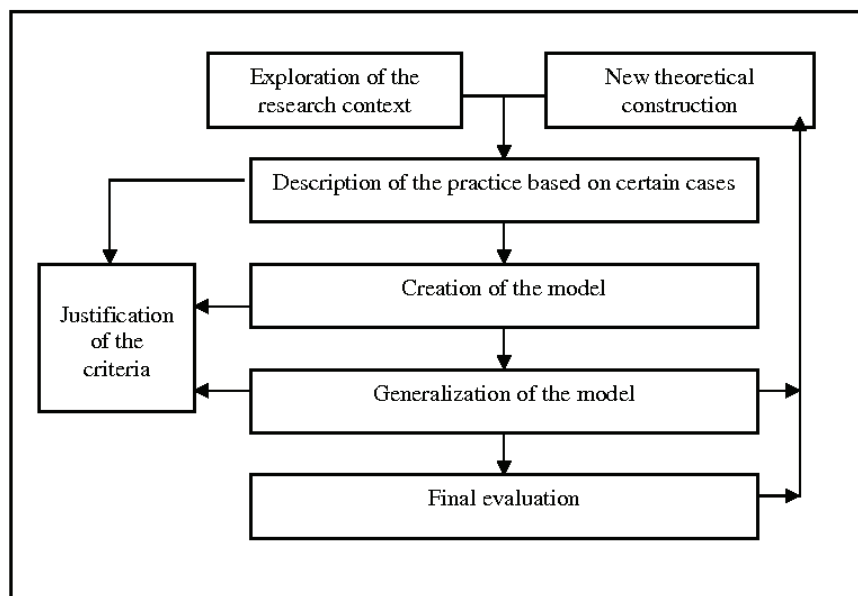 Exploration of the
research context
New theoretical
construction
Description of the practice based on certain cases
Creation of the model
Justification
of the
criteria
Generalization of the model
Final evaluation